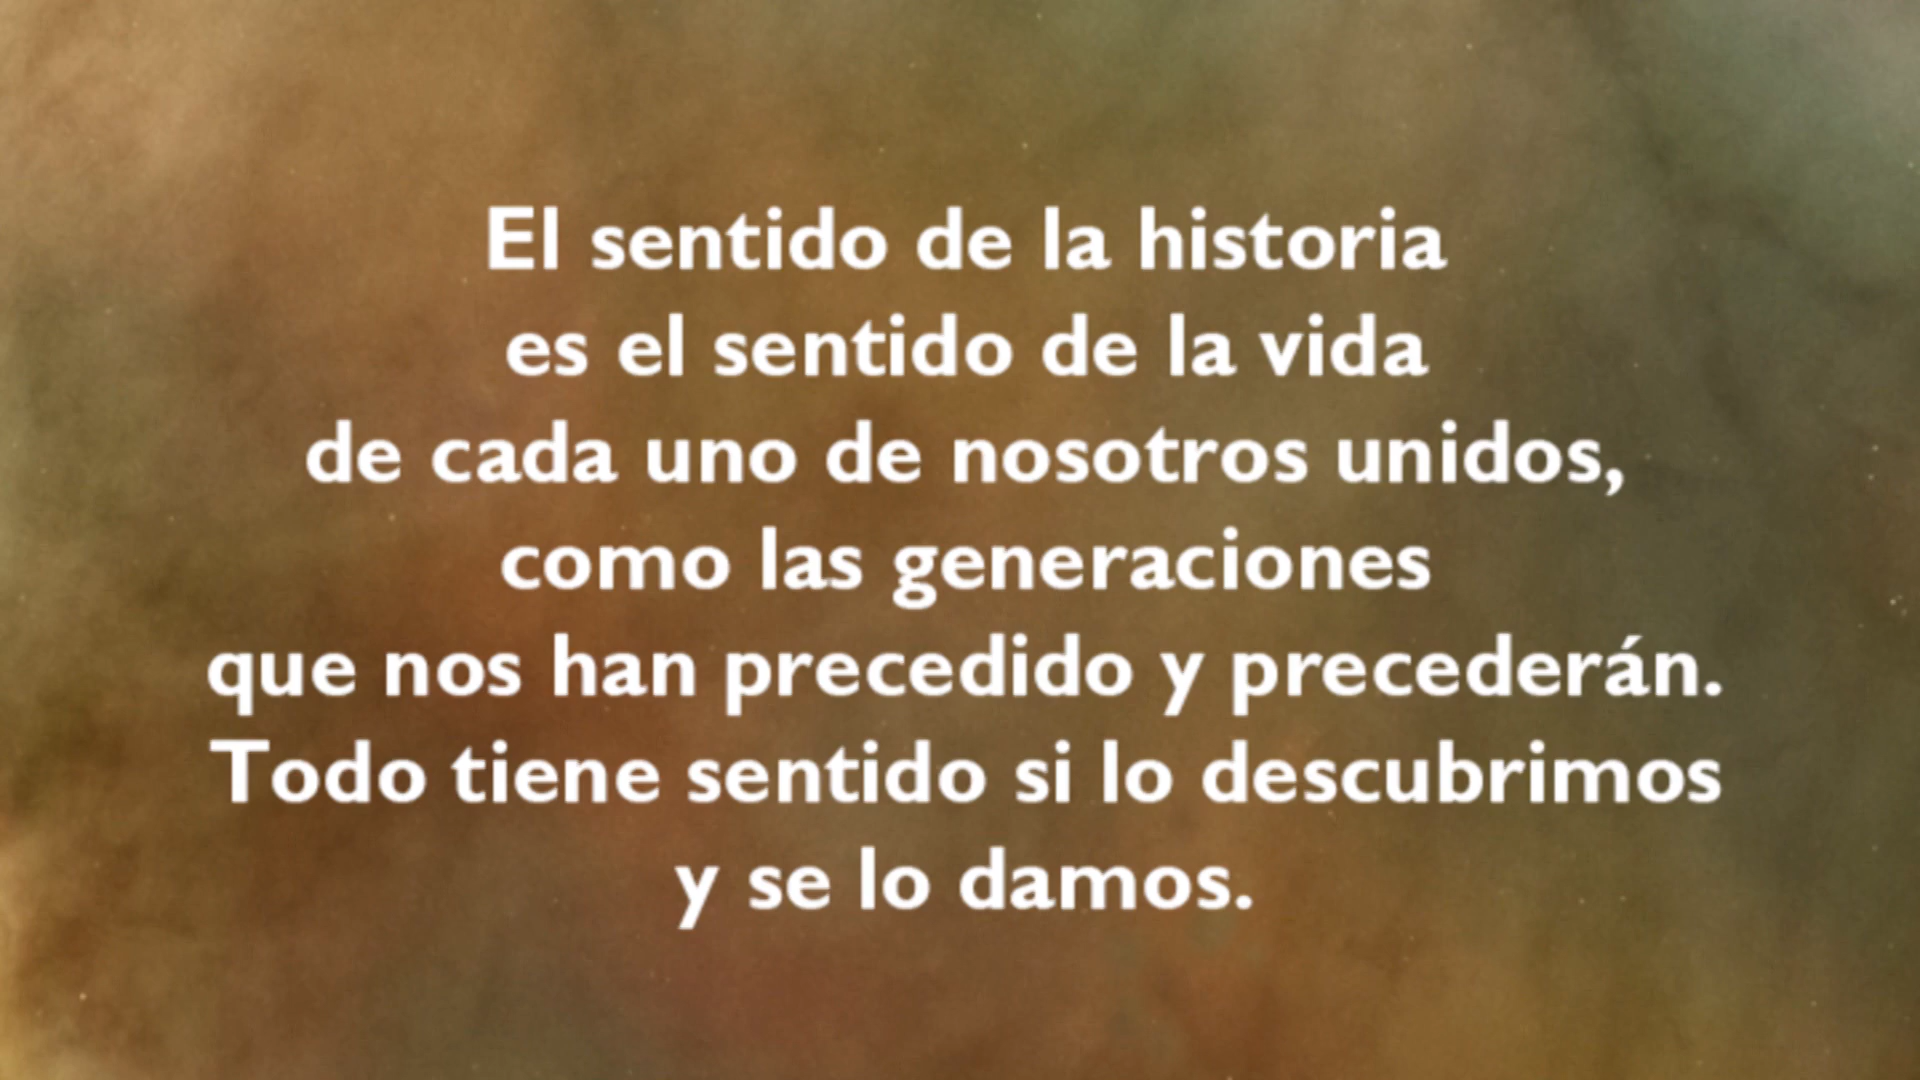 El sentido de la historia
es el sentido de la vida
de cada uno de nosotros unidos,
como las generaciones
que nos han precedido y precederán.
Todo tiene sentido si lo descubrimos
y se lo damos.